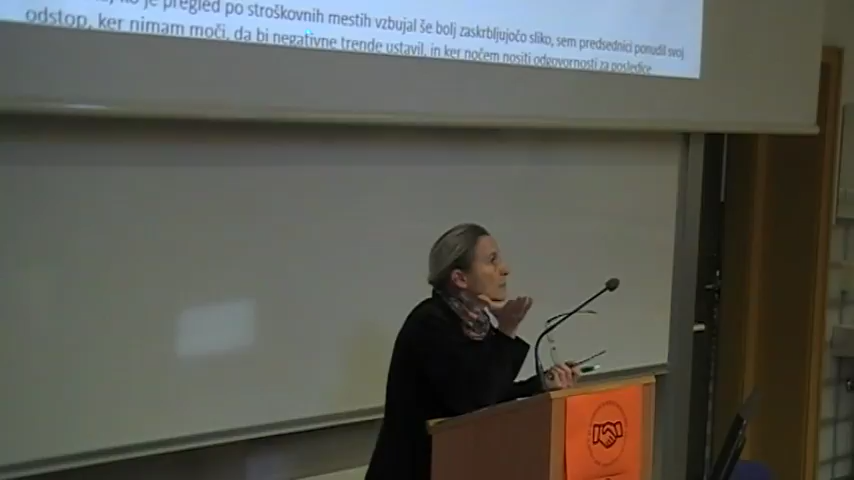 je pregled po stroškovnih mestih vzbujal še bolj zaskrbljujočo sliko, sem predsednici ponudil svoj
odstop, ker nimam moči, da bi negativne trende ustavil, in ker nočem nositi odgovornosti za posledice